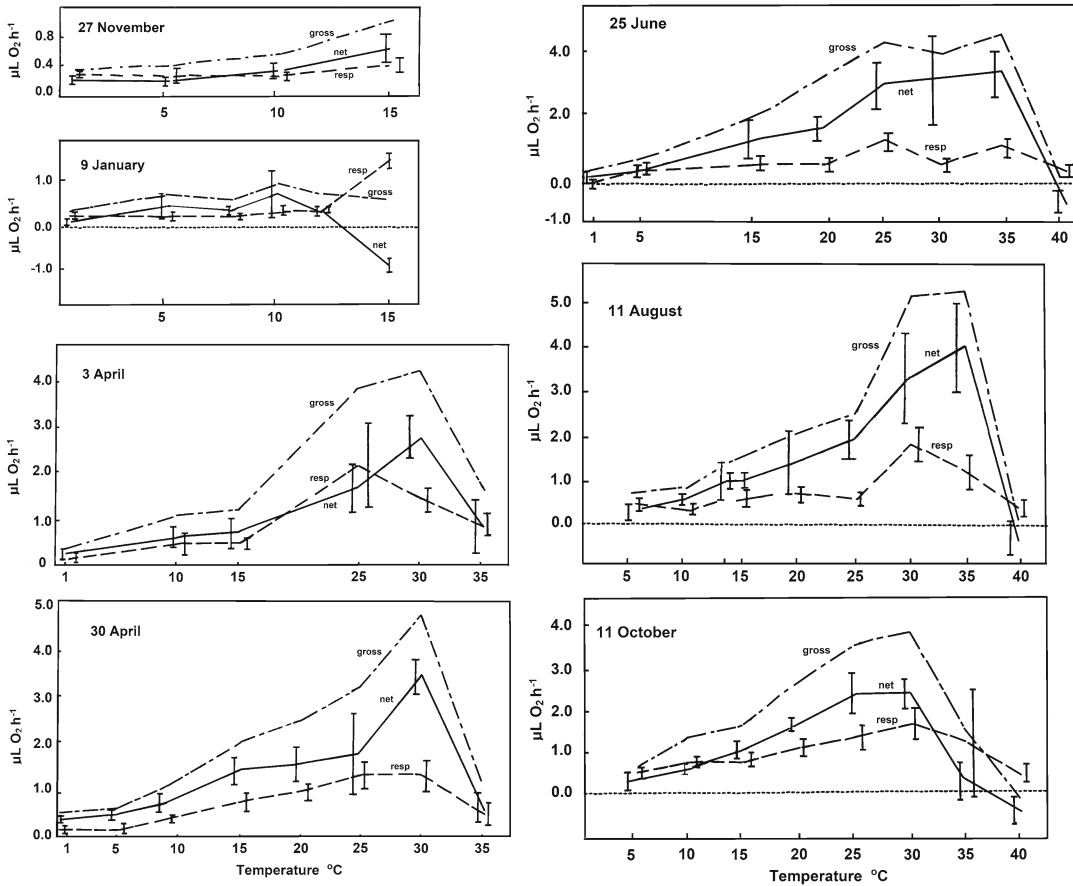 27 November
µL O2 h-1
0.8
0.4
0.0
gross
net
resp
5
10
15
9 January
µL O2 h-1
1.0
0.0
-1.0
resp
gross
net
5
10
15
3 April
µL O2 h-1
4.0
3.0
2.0
1.0
0
gross
resp
net
1
10
15
25
30
35
30 April
µL O2 h-1
5.0
4.0
3.0
2.0
1.0
0.0
gross
net
resp
1
5
10
15
20
25
30
35
Temperature oC
25 June
µL O2 h-1
4.0
2.0
0.0
-1.0
gross
net
resp
1
5
15
20
25
30
35
40
11 August
µL O2 h-1
5.0
4.0
3.0
2.0
1.0
0.0
gross
net
resp
5
10
15
20
25
30
35
40
11 October
µL O2 h-1
4.0
3.0
2.0
1.0
0.0
gross
net
resp
5
10
15
20
25
30
35
40
Temperature oC